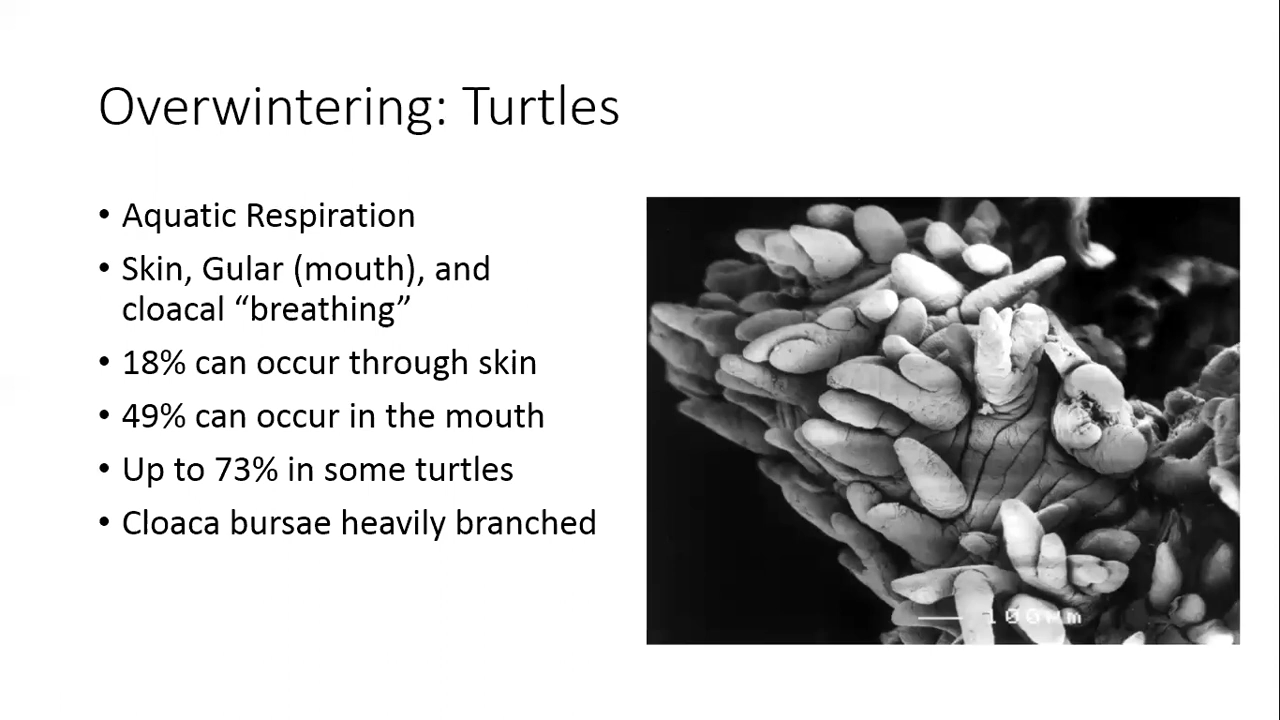 Overwintering: Turtles
• Aquatic Respiration
• Skin, Gular (mouth), and
cloacal “breathing”
• 18% can occur through skin
• 49% can occur in the mouth
• Up to 73% in some turtles
• Cloaca bursae heavily branched
100µm